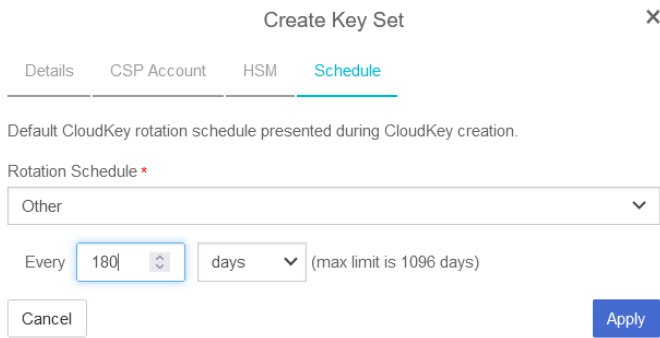 Create Key Set
Details CSP Account HSM Schedule
Default CloudKey rotation schedule presented during CloudKey creation.
Rotation Schedule *
Other
Every 180 days (max limit is 1096 days)
Cancel Apply